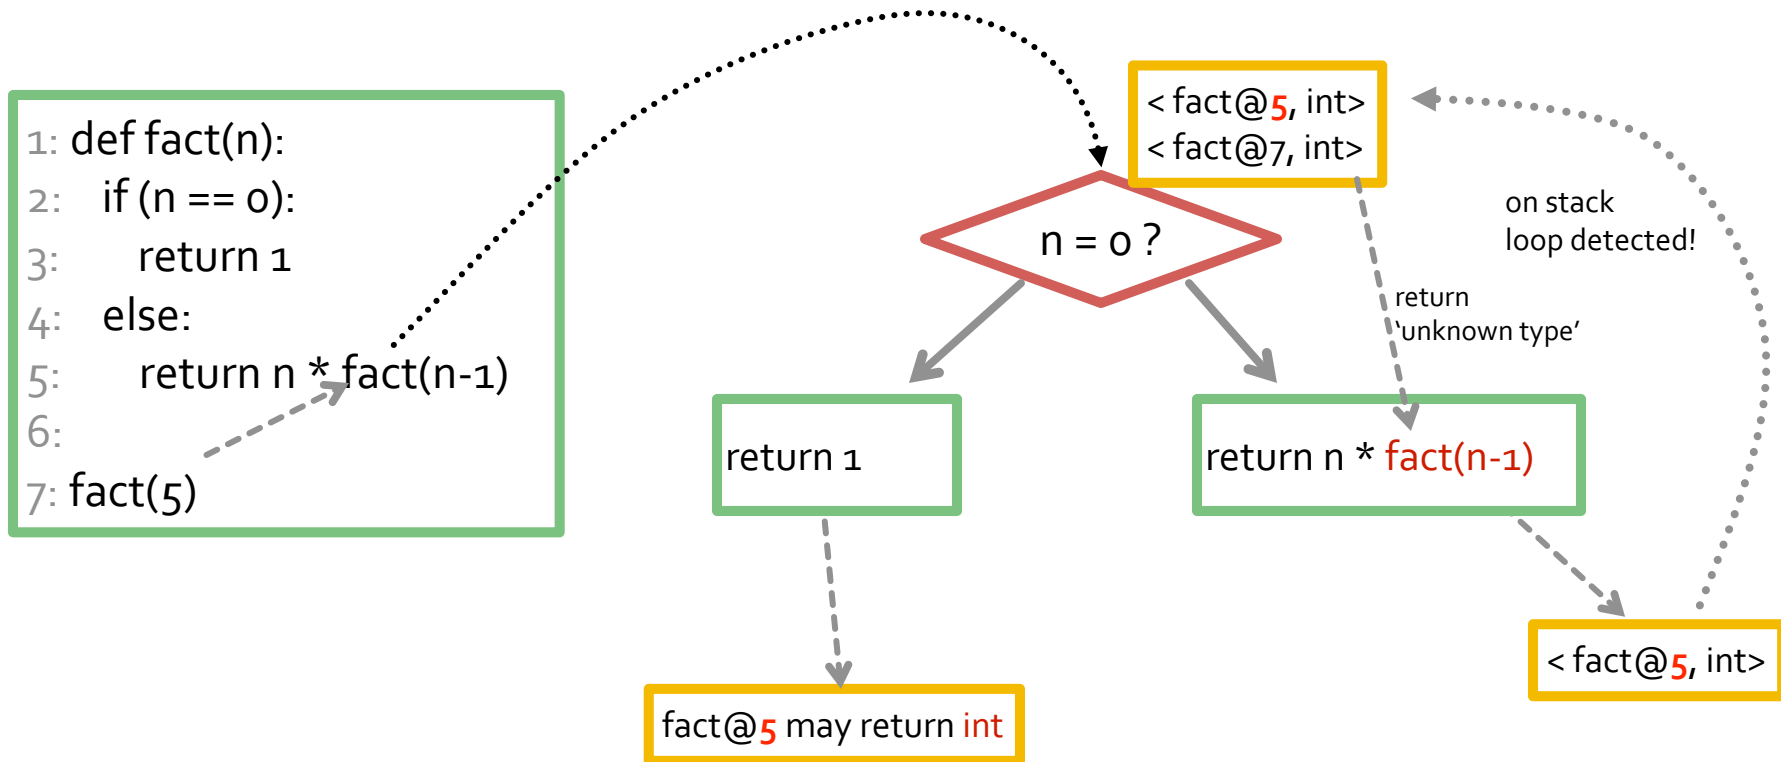 1: def fact(n):
2: if (n == 0):
3: return 1
4: else:
5: return n * fact(n-1)
6:
7: fact(5)
< fact@5, int>
< fact@7, int>
n = 0 ?
on stack
loop detected!
return
'unknown type'
return 1
return n * fact(n-1)
< fact@5, int>
fact@5 may return int